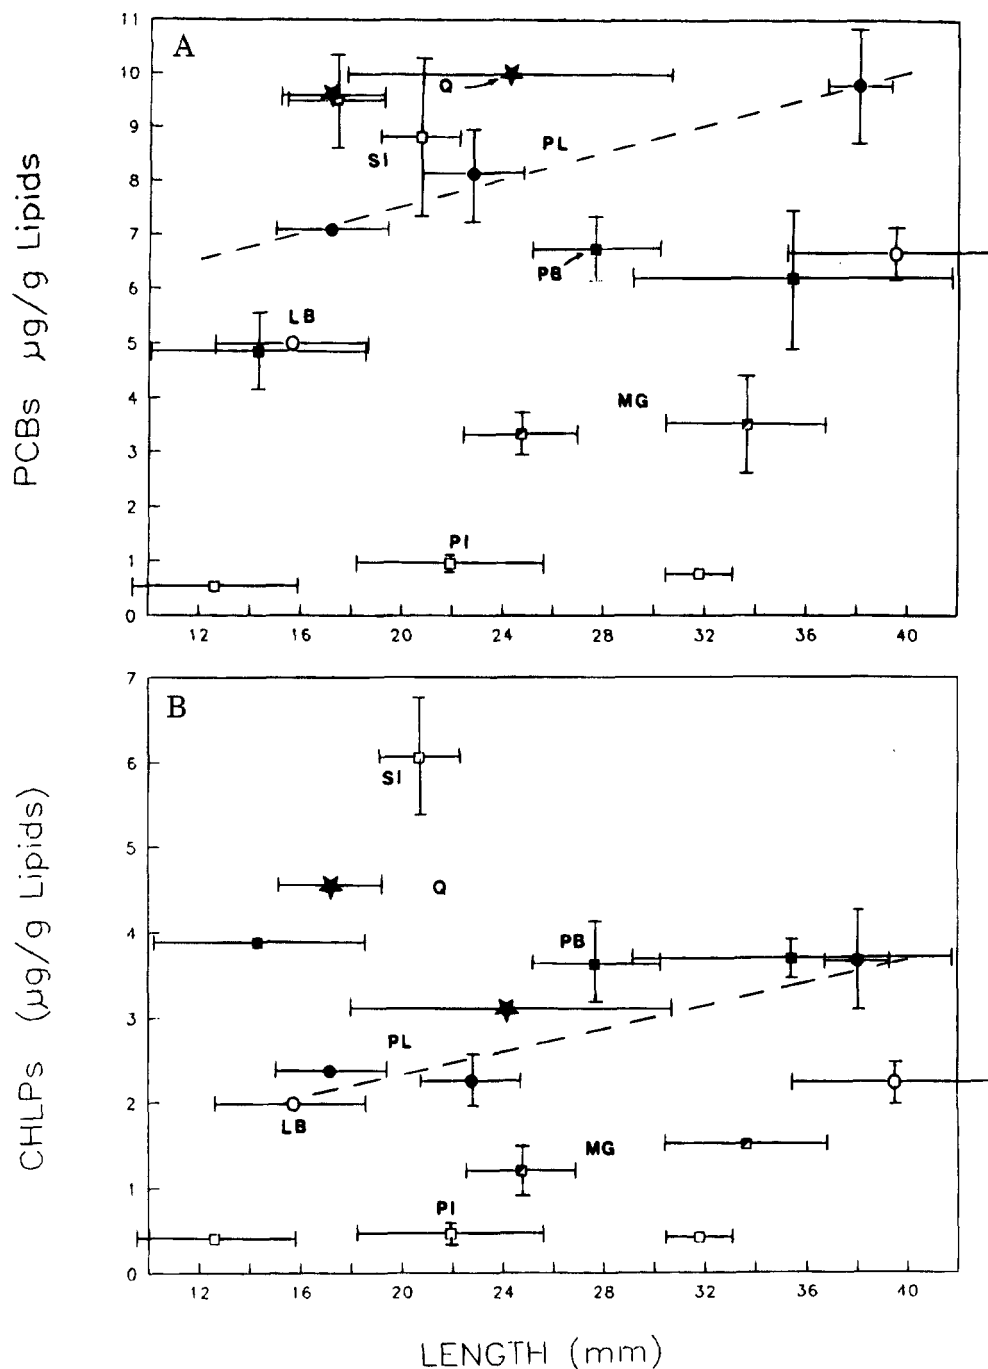 A
11
10
9
8
7
6
5
4
3
2
1
0
PCBs µg/g Lipids
Q
SI
PL
PB
LB
MG
PI
12 16 20 24 28 32 36 40
B
7
6
5
4
3
2
1
0
CHLPs (µg/g Lipids)
SI
Q
PB
PL
LB
MG
PI
12 16 20 24 28 32 36 40
LENGTH (mm)